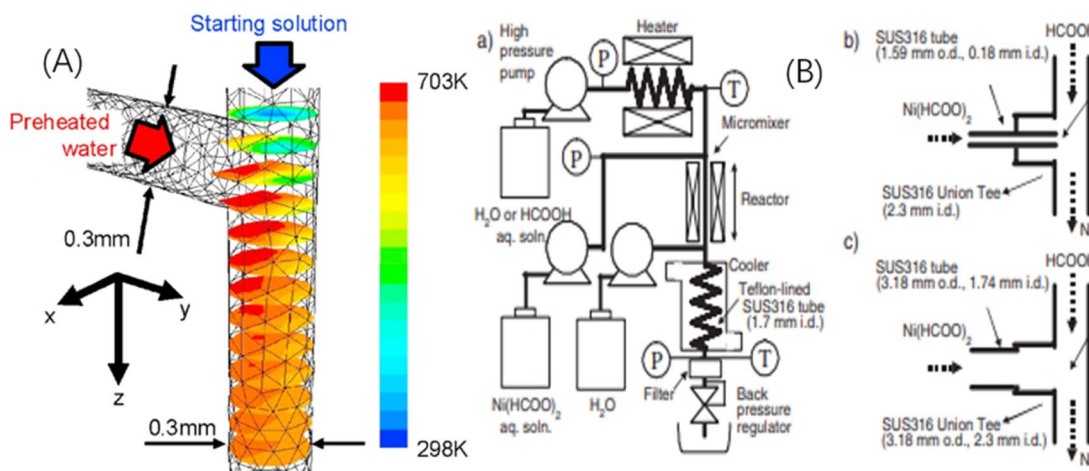 (A)
Starting solution
Preheated
water
0.3mm
x
y
z
0.3mm
703K
298K
(B)
a)
High
pressure
pump
P
Heater
T
Micromixer
P
Reactor
H₂O or HCOOH
aq. soln.
Cooler
Teflon-lined
SUS316 tube
(1.7 mm i.d.)
P
T
Filter
Back
pressure
regulator
Ni(HCOO)₂
aq. soln.
H₂O
b)
SUS316 tube
(1.59 mm o.d., 0.18 mm i.d.)
HCOOH
Ni(HCOO)₂
SUS316 Union Tee
(2.3 mm i.d.)
c)
SUS316 tube
(3.18 mm o.d., 1.74 mm i.d.)
HCOOH
Ni(HCOO)₂
SUS316 Union Tee
(3.18 mm o.d., 2.3 mm i.d.)